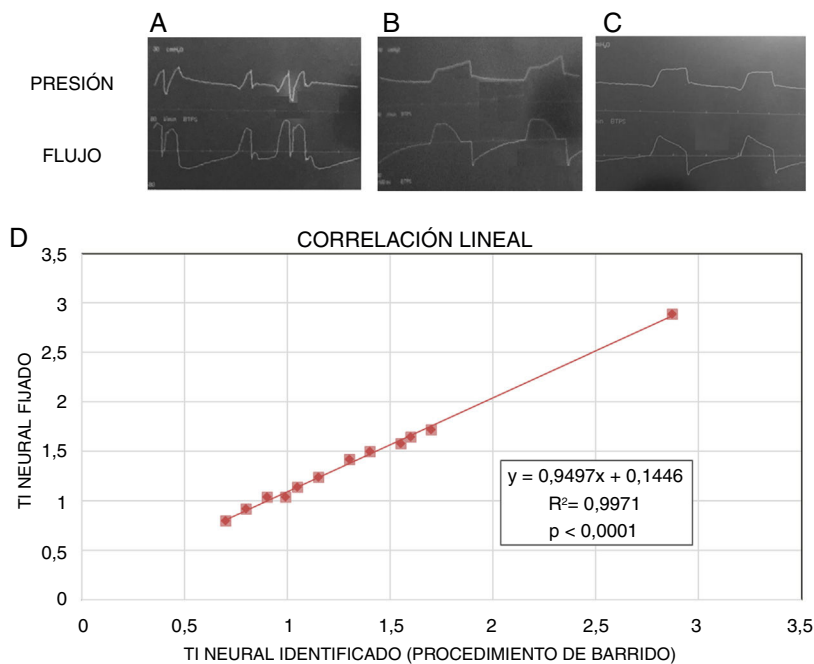 A
B
C
PRESIÓN
FLUJO
D
CORRELACIÓN LINEAL
TI NEURAL FIJADO
3,5
3
2,5
2
1,5
1
0,5
0
y = 0,9497x + 0,1446
R²= 0,9971
p < 0,0001
0
0,5
1
1,5
2
2,5
3
3,5
TI NEURAL IDENTIFICADO (PROCEDIMIENTO DE BARRIDO)